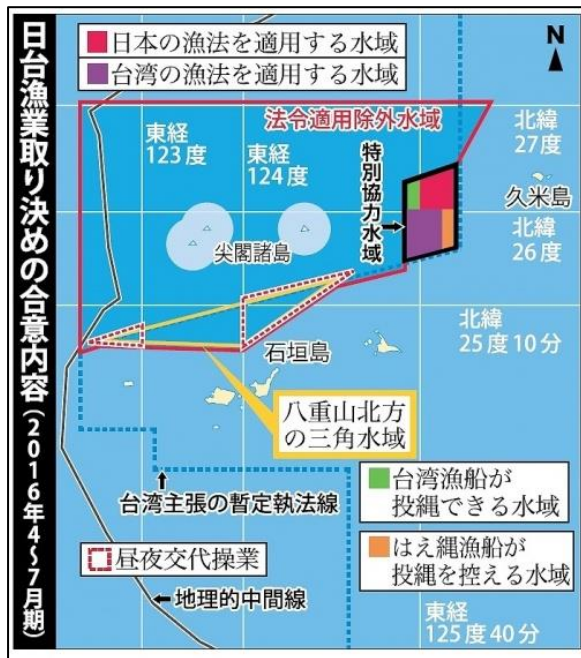 日台漁業取り決めの合意内容(2016年4~7月期)
日本の漁法を適用する水域
台湾の漁法を適用する水域
N
法令適用除外水域
東経
123度
東経
124度
特別協力水域
北緯
27度
久米島
北緯
26度
尖閣諸島
北緯
25度10分
石垣島
八重山北方
の三角水域
台湾主張の暫定執法線
台湾漁船が
投縄できる水域
昼夜交代操業
はえ縄漁船が
投縄を控える水域
地理的中間線
東経
125度40分